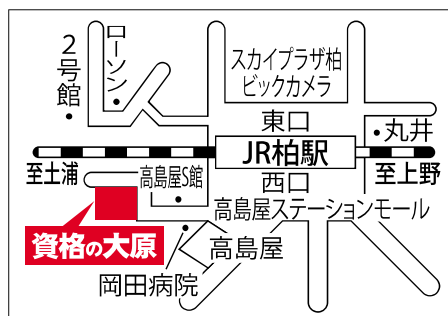 2号館
ローソン
スカイプラザ柏
ビックカメラ
東口
丸井
JR柏駅
至土浦
至上野
高島屋S館
西口
高島屋ステーションモール
資格の大原
高島屋
岡田病院